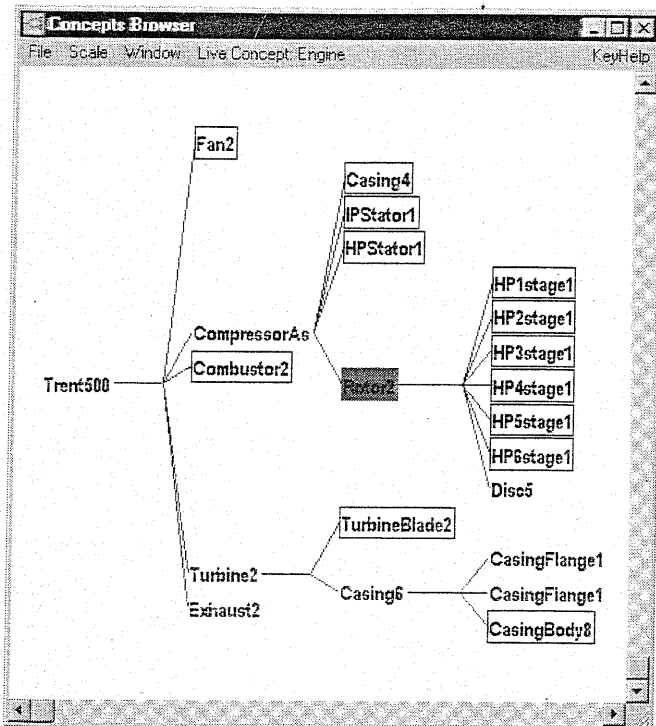 Concepts Browser
File Scale Window Live Concept: Engine KeyHelp
Fan2
Casing4
IPStator1
HPStator1
HP1stage1
HP2stage1
CompressorAs
HP3stage1
Combustor2
Trent500
Rotor2
HP4stage1
HP5stage1
HP6stage1
Disc5
TurbineBlade2
CasingFlange1
Turbine2
Casing6
CasingFlange1
Exhaust2
CasingBody8